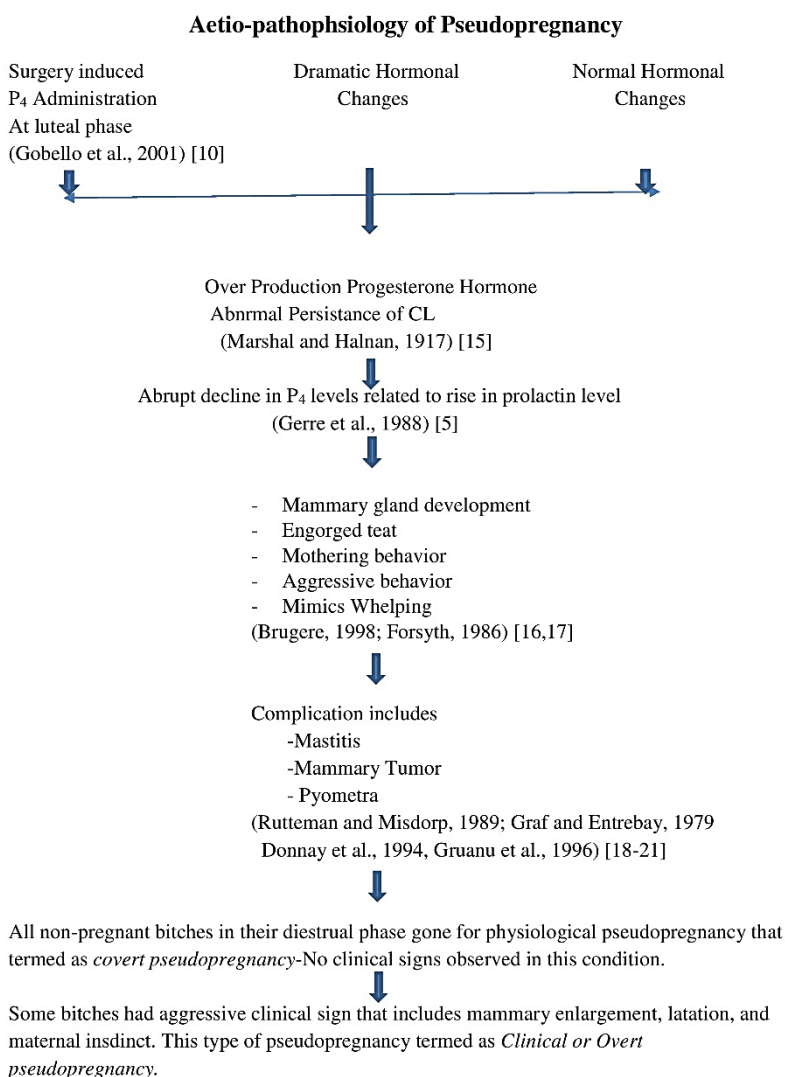 Aetio-pathophsiology of Pseudopregnancy
Surgery induced
P₄ Administration
At luteal phase
(Gobello et al., 2001) [10]
Dramatic Hormonal
Changes
Normal Hormonal
Changes
Over Production Progesterone Hormone
Abnrmal Persistance of CL
(Marshal and Halnan, 1917) [15]
Abrupt decline in P₄ levels related to rise in prolactin level
(Gerre et al., 1988) [5]
- Mammary gland development
- Engorged teat
- Mothering behavior
- Aggressive behavior
- Mimics Whelping
(Brugere, 1998; Forsyth, 1986) [16,17]
Complication includes
-Mastitis
-Mammary Tumor
- Pyometra
(Rutteman and Misdorp, 1989; Graf and Entrebay, 1979
Donnay et al., 1994, Gruanu et al., 1996) [18-21]
All non-pregnant bitches in their diestrual phase gone for physiological pseudopregnancy that
termed as covert pseudopregnancy-No clinical signs observed in this condition.
Some bitches had aggressive clinical sign that includes mammary enlargement, latation, and
maternal insdinct. This type of pseudopregnancy termed as Clinical or Overt
pseudopregnancy.